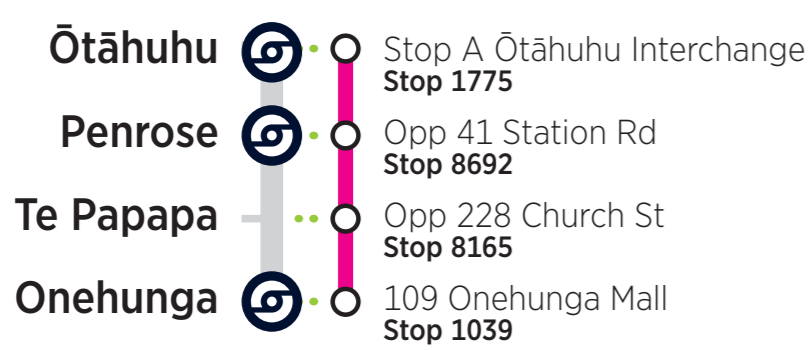 Ōtāhuhu
Stop A Ōtāhuhu Interchange
Stop 1775
Penrose
Opp 41 Station Rd
Stop 8692
Te Papapa
Opp 228 Church St
Stop 8165
Onehunga
109 Onehunga Mall
Stop 1039